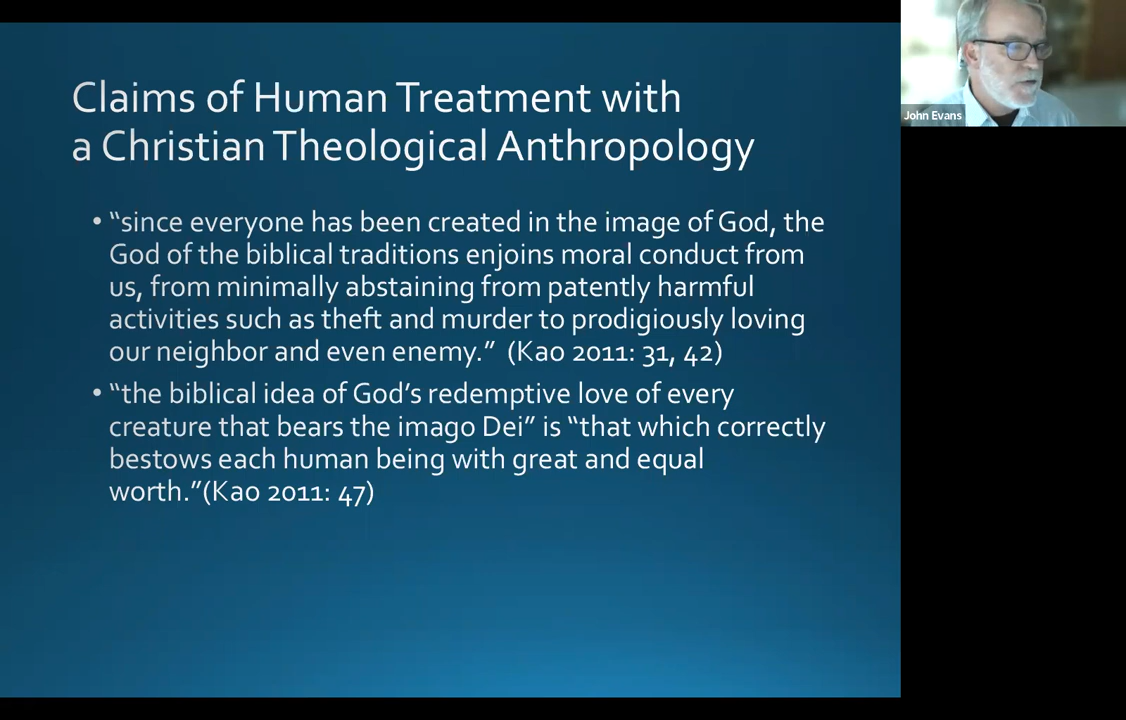 Claims of Human Treatment with
a Christian Theological Anthropology
• “since everyone has been created in the image of God, the
God of the biblical traditions enjoins moral conduct from
us, from minimally abstaining from patently harmful
activities such as theft and murder to prodigiously loving
our neighbor and even enemy.” (Kao 2011: 31, 42)
• “the biblical idea of God’s redemptive love of every
creature that bears the imago Dei” is “that which correctly
bestows each human being with great and equal
worth.”(Kao 2011: 47)
John Evans